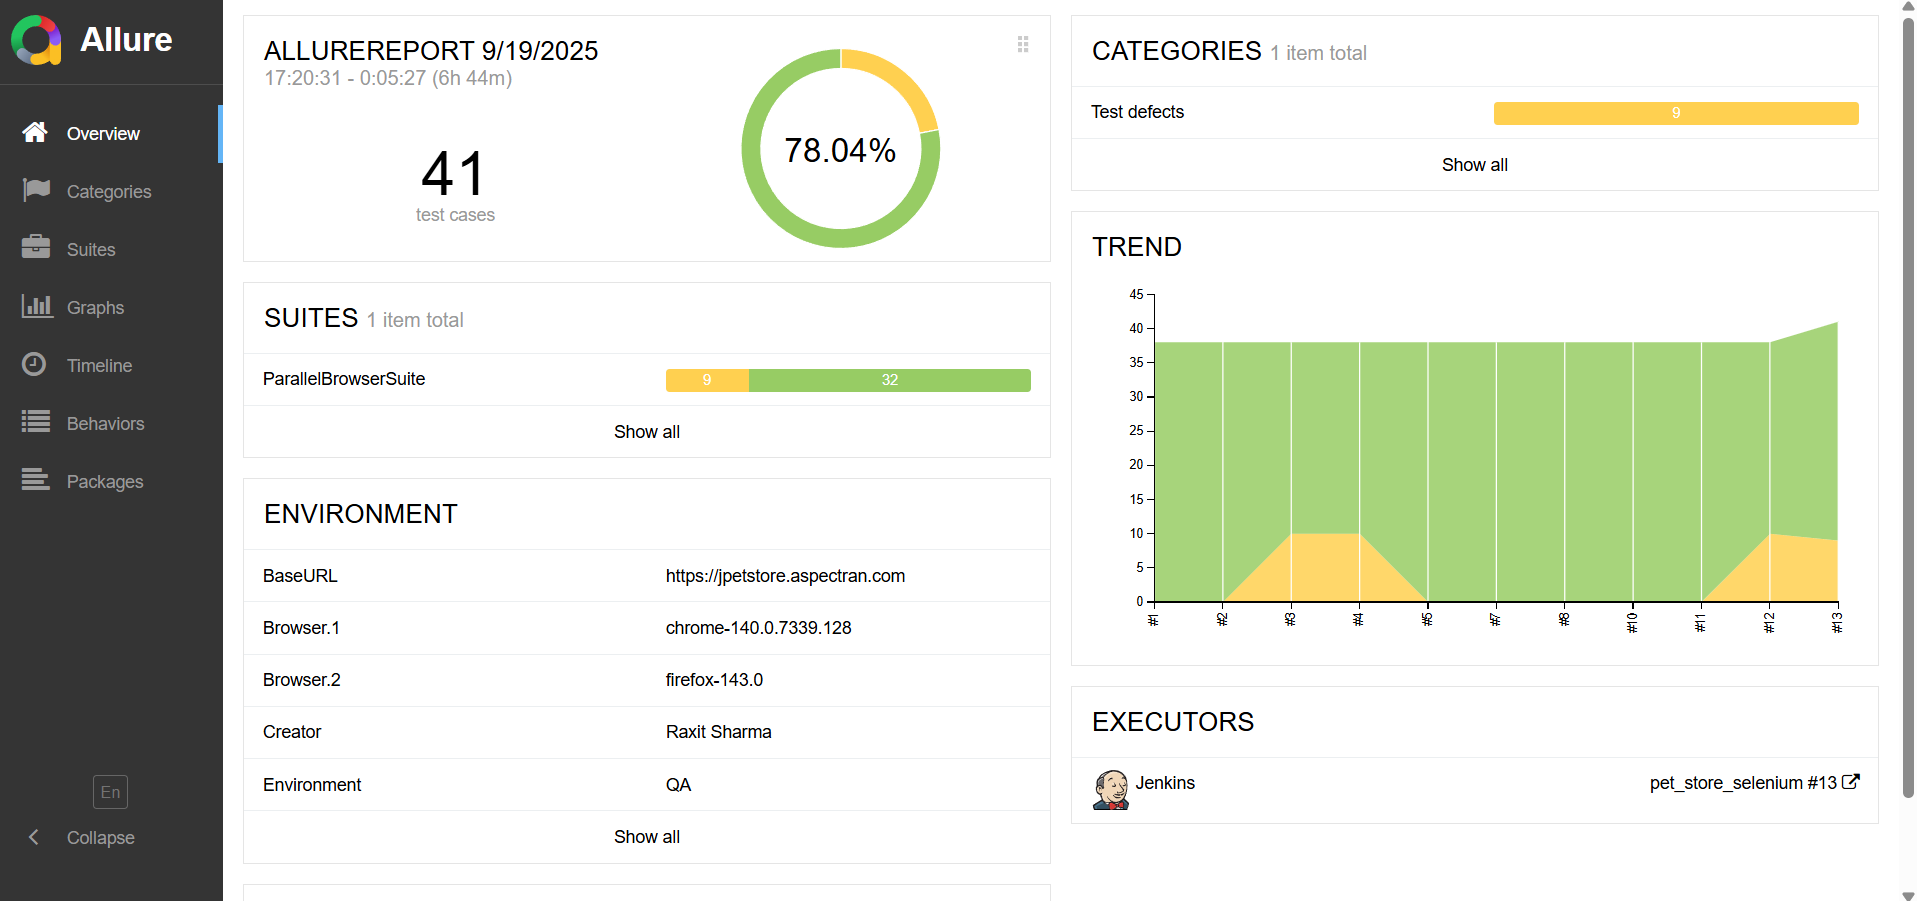 Allure
Overview
Categories
Suites
Graphs
Timeline
Behaviors
Packages
En
Collapse
ALLUREREPORT 9/19/2025
17:20:31 - 0:05:27 (6h 44m)
41
test cases
78.04%
SUITES 1 item total
ParallelBrowserSuite 9 32
Show all
ENVIRONMENT
BaseURL https://jpetstore.aspectran.com
Browser.1 chrome-140.0.7339.128
Browser.2 firefox-143.0
Creator Raxit Sharma
Environment QA
Show all
CATEGORIES 1 item total
Test defects 9
Show all
TREND
45
40
35
30
25
20
15
10
5
0
#1 #2 #3 #4 #5 #7 #8 #10 #11 #12 #13
EXECUTORS
Jenkins pet_store_selenium #13